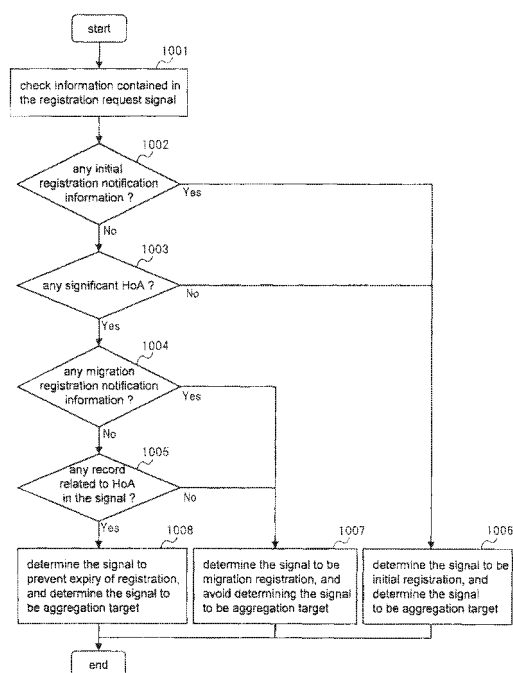 start
1001
check information contained in
the registration request signal
1002
any initial
registration notification
information ?
Yes
No
1003
any significant HoA ?
No
Yes
1004
any migration
registration notification
information ?
Yes
No
1005
any record
related to HoA
in the signal ?
No
Yes
1008
1007
1006
determine the signal to
prevent expiry of registration,
and determine the signal to
be aggregation target
determine the signal to be
migration registration, and
avoid determining the signal
to be aggregation target
determine the signal to be
initial registration, and
determine the signal
to be aggregation target
end